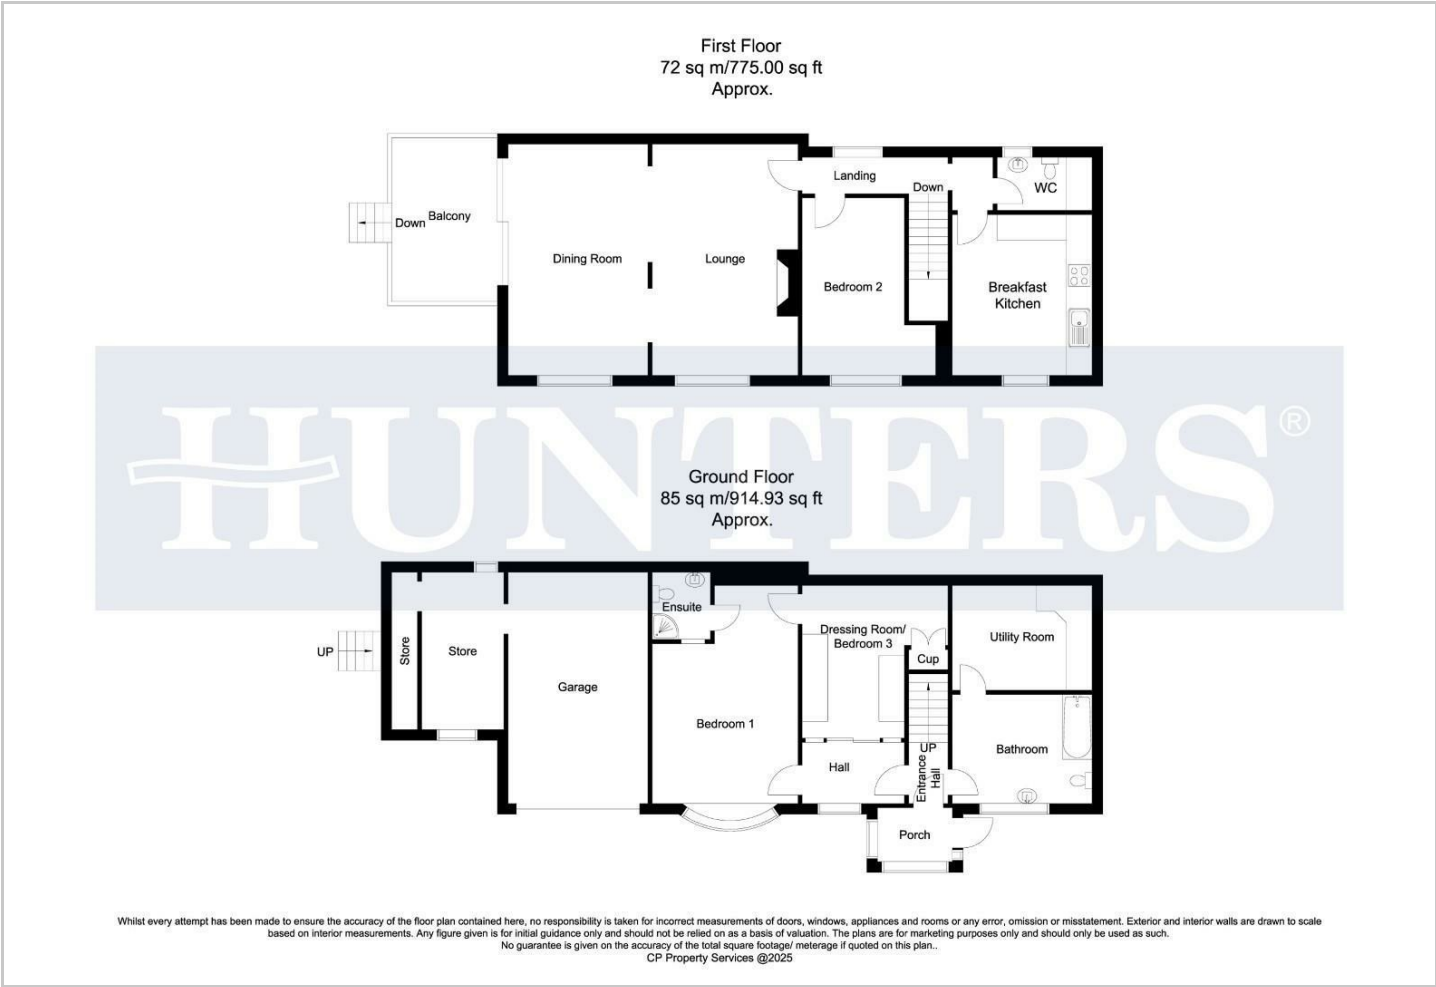 First Floor
72 sq m/775.00 sq ft
Approx.
Landing
Down
WC
Down
Balcony
Dining Room
Lounge
Bedroom 2
Breakfast
Kitchen
HUNTERS®
Ground Floor
85 sq m/914.93 sq ft
Approx.
Ensuite
Dressing Room/
Bedroom 3
Utility Room
UP
Store
Store
Cup
Garage
Bedroom 1
UP
Bathroom
Hall
Entrance
Hall
Porch
Whilst every attempt has been made to ensure the accuracy of the floor plan contained here, no responsibility is taken for incorrect measurements of doors, windows, appliances and rooms or any error, omission or misstatement. Exterior and interior walls are drawn to scale
based on interior measurements. Any figure given is for initial guidance only and should not be relied on as a basis of valuation. The plans are for marketing purposes only and should only be used as such.
No guarantee is given on the accuracy of the total square footage/ meterage if quoted on this plan..
CP Property Services @2025